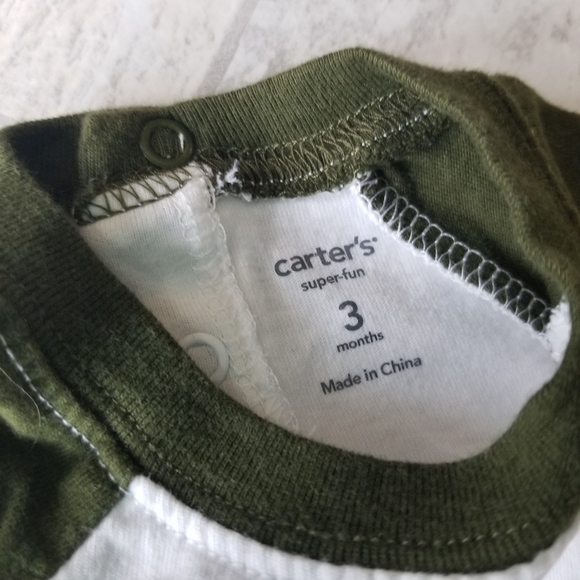 carter's®
super-fun
3
months
Made in China